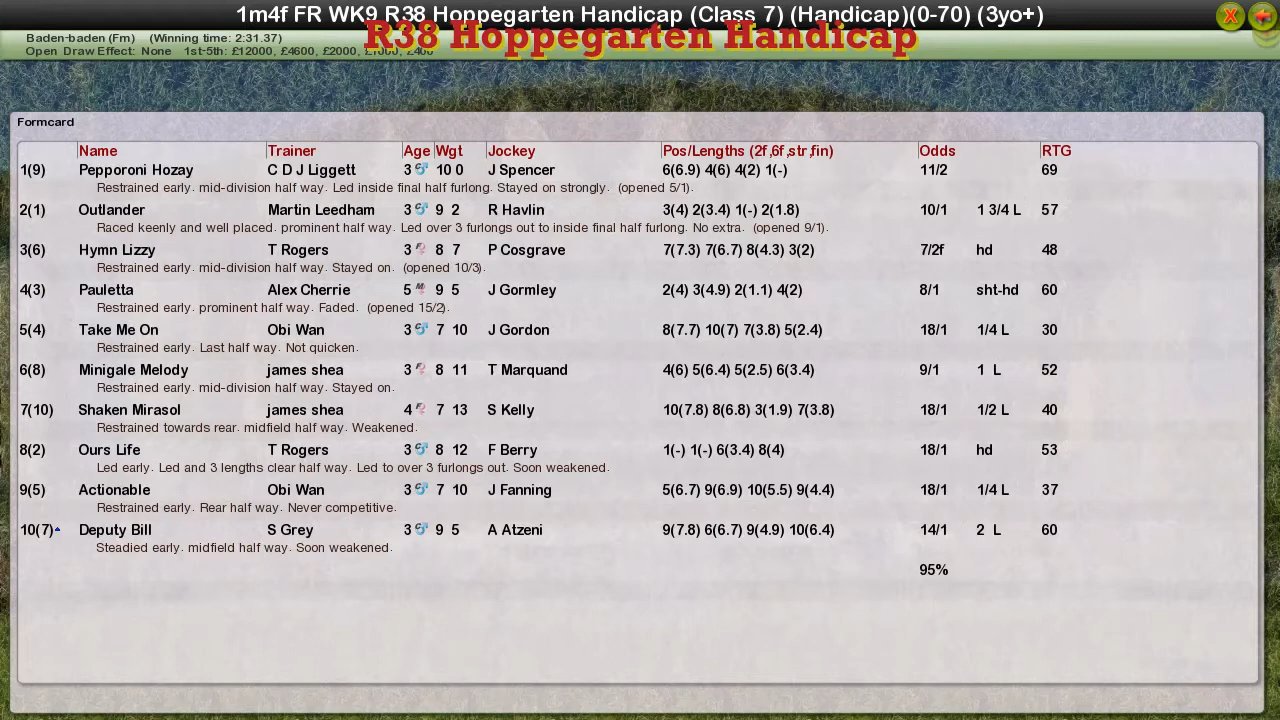 1m4f FR WK9 R38 Hoppegarten Handicap (Class 7) (Handicap)(0-70) (3yo+)
R38 Hoppegarten Handicap
Baden-baden (Fm) (Winning time: 2:31.37)
Open Draw Effect: None 1st-5th: £12000, £4600, £2000, £1000, £400
Formcard
Name Trainer Age Wgt Jockey Pos/Lengths (2f,6f,str,fin) Odds RTG
1(9) Pepporoni Hozay C D J Liggett 3 10 0 J Spencer 6(6.9) 4(6) 4(2) 1(-) 11/2 69
Restrained early. mid-division half way. Led inside final half furlong. Stayed on strongly. (opened 5/1).
2(1) Outlander Martin Leedham 3 9 2 R Havlin 3(4) 2(3.4) 1(-) 2(1.8) 10/1 1 3/4 L 57
Raced keenly and well placed. prominent half way. Led over 3 furlongs out to inside final half furlong. No extra. (opened 9/1).
3(6) Hymn Lizzy T Rogers 3 8 7 P Cosgrave 7(7.3) 7(6.7) 8(4.3) 3(2) 7/2f hd 48
Restrained early. mid-division half way. Stayed on. (opened 10/3).
4(3) Pauletta Alex Cherrie 5 9 5 J Gormley 2(4) 3(4.9) 2(1.1) 4(2) 8/1 sht-hd 60
Restrained early. prominent half way. Faded. (opened 15/2).
5(4) Take Me On Obi Wan 3 7 10 J Gordon 8(7.7) 10(7) 7(3.8) 5(2.4) 18/1 1/4 L 30
Restrained early. Last half way. Not quicken.
6(8) Minigale Melody james shea 3 8 11 T Marquand 4(6) 5(6.4) 5(2.5) 6(3.4) 9/1 1 L 52
Restrained early. mid-division half way. Stayed on.
7(10) Shaken Mirasol james shea 4 7 13 S Kelly 10(7.8) 8(6.8) 3(1.9) 7(3.8) 18/1 1/2 L 40
Restrained towards rear. midfield half way. Weakened.
8(2) Ours Life T Rogers 3 8 12 F Berry 1(-) 1(-) 6(3.4) 8(4) 18/1 hd 53
Led early. Led and 3 lengths clear half way. Led to over 3 furlongs out. Soon weakened.
9(5) Actionable Obi Wan 3 7 10 J Fanning 5(6.7) 9(6.9) 10(5.5) 9(4.4) 18/1 1/4 L 37
Restrained early. Rear half way. Never competitive.
10(7) Deputy Bill S Grey 3 9 5 A Atzeni 9(7.8) 6(6.7) 9(4.9) 10(6.4) 14/1 2 L 60
Steadied early. midfield half way. Soon weakened.
95%